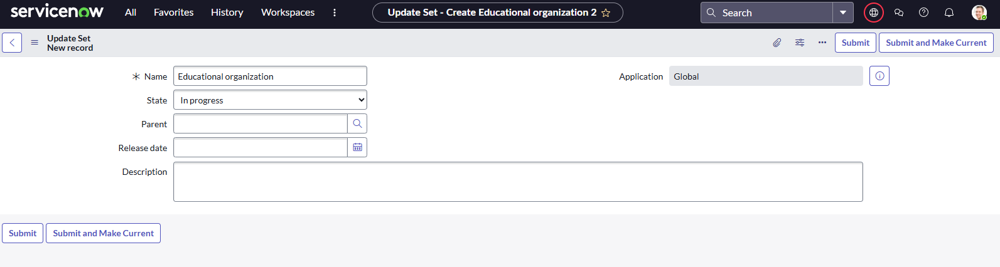 servicenow All Favorites History Workspaces Update Set - Create Educational organization 2 Search
Update Set
New record
Submit Submit and Make Current
Name Educational organization Application Global
State In progress
Parent
Release date
Description
Submit Submit and Make Current